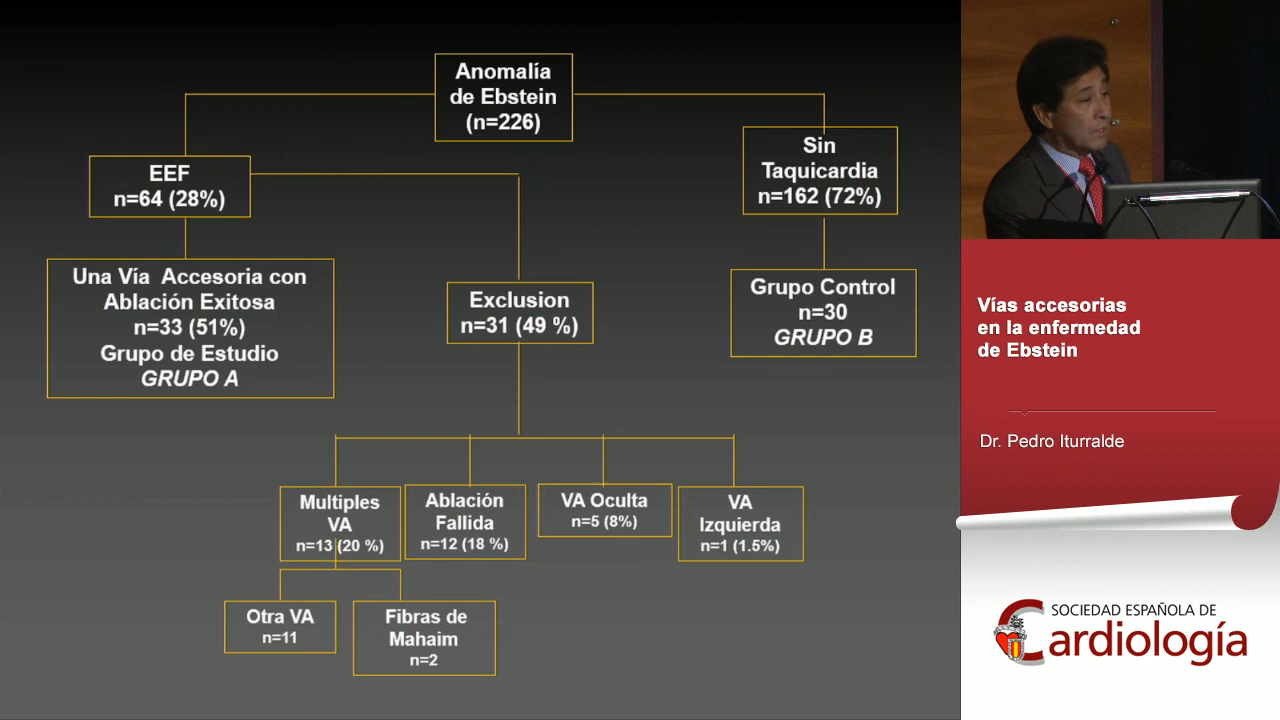 Anomalía
de Ebstein
(n=226)
EEF
n=64 (28%)
Sin
Taquicardia
n=162 (72%)
Una Vía Accesoria con
Ablación Exitosa
n=33 (51%)
Grupo de Estudio
GRUPO A
Exclusion
n=31 (49 %)
Grupo Control
n=30
GRUPO B
Multiples
VA
n=13 (20 %)
Ablación
Fallida
n=12 (18 %)
VA Oculta
n=5 (8%)
VA
Izquierda
n=1 (1.5%)
Otra VA
n=11
Fibras de
Mahaim
n=2
Vías accesorias
en la enfermedad
de Ebstein
Dr. Pedro Iturralde
SOCIEDAD ESPAÑOLA DE
Cardiología